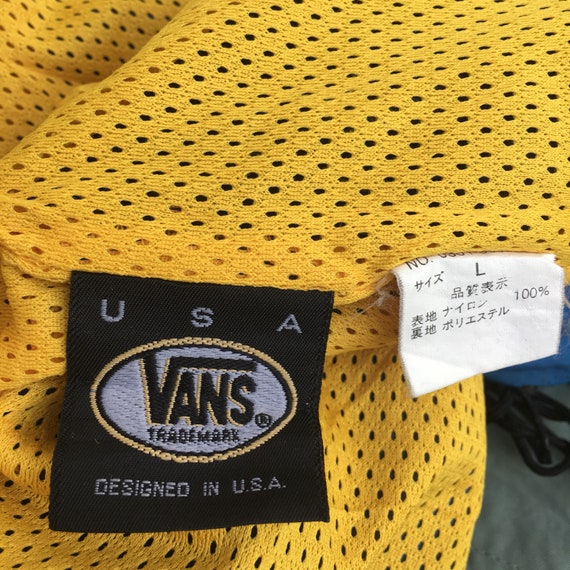 U S A
VANS
TRADEMARK
DESIGNED IN U.S.A.
NO.
サイズ L
品質表示
表地 ナイロン 100%
裏地 ポリエステル